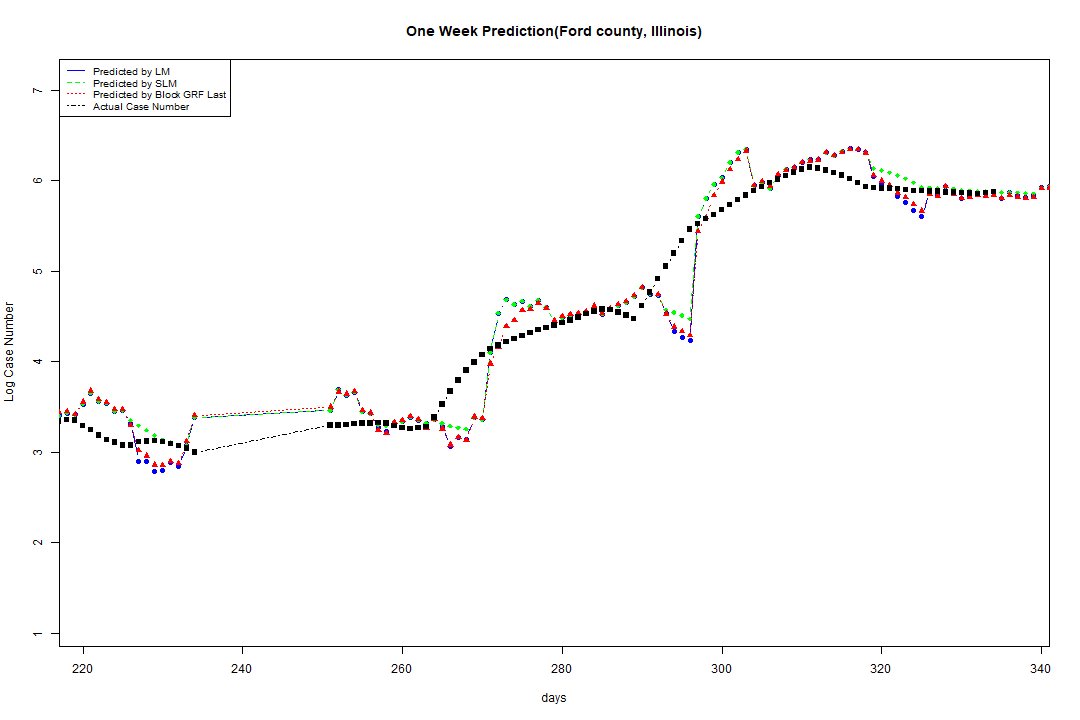 One Week Prediction(Ford county, Illinois)
Predicted by LM
Predicted by SLM
Predicted by Block GRF Last
Actual Case Number
7
6
5
4
3
2
1
Log Case Number
220 240 260 280 300 320 340
days